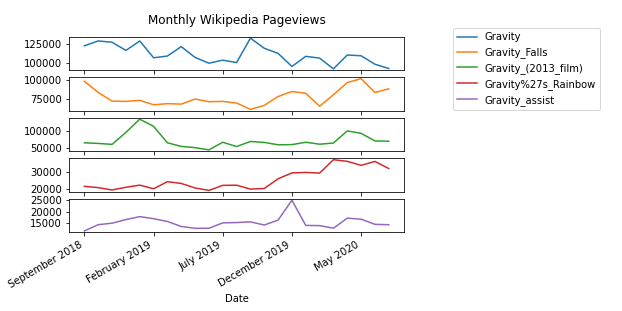 Monthly Wikipedia Pageviews
125000
100000
100000
75000
100000
50000
30000
20000
25000
20000
15000
September 2018
February 2019
July 2019
December 2019
May 2020
Date
Gravity
Gravity_Falls
Gravity_(2013_film)
Gravity%27s_Rainbow
Gravity_assist